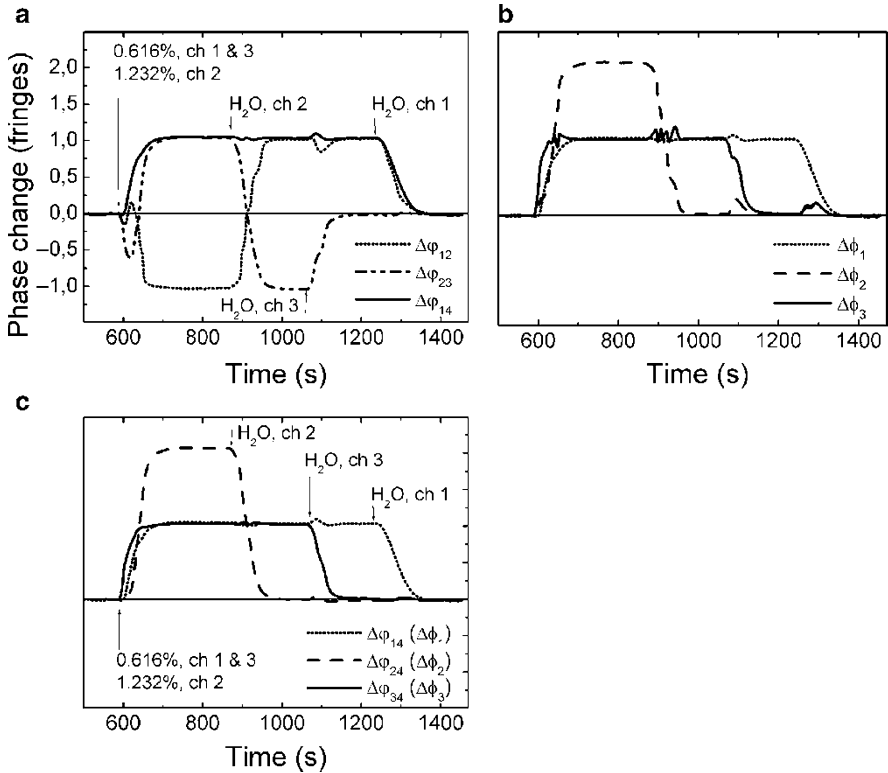 a
0.616%, ch 1 & 3
1.232%, ch 2
H₂O, ch 2
H₂O, ch 1
H₂O, ch 3
Phase change (fringes)
2,0
1,5
1,0
0,5
0,0
−0,5
−1,0
Δφ₁₂
Δφ₂₃
Δφ₁₄
600 800 1000 1200 1400
Time (s)
b
Δϕ₁
Δϕ₂
Δϕ₃
600 800 1000 1200 1400
Time (s)
c
H₂O, ch 2
H₂O, ch 3
H₂O, ch 1
0.616%, ch 1 & 3
1.232%, ch 2
Δφ₁₄ (Δϕ
Δφ₂₄ (Δϕ₂)
Δφ₃₄ (Δϕ₃)
600 800 1000 1200 1400
Time (s)